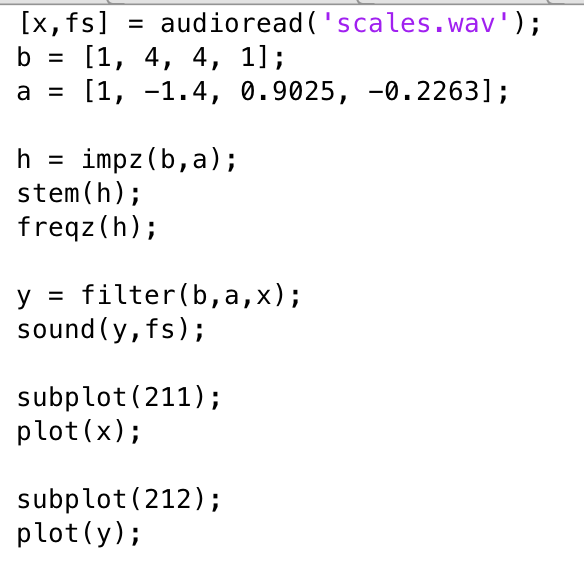 [x,fs] = audioread('scales.wav');
b = [1, 4, 4, 1];
a = [1, -1.4, 0.9025, -0.2263];
h = impz(b,a);
stem(h);
freqz(h);
y = filter(b,a,x);
sound(y,fs);
subplot(211);
plot(x);
subplot(212);
plot(y);